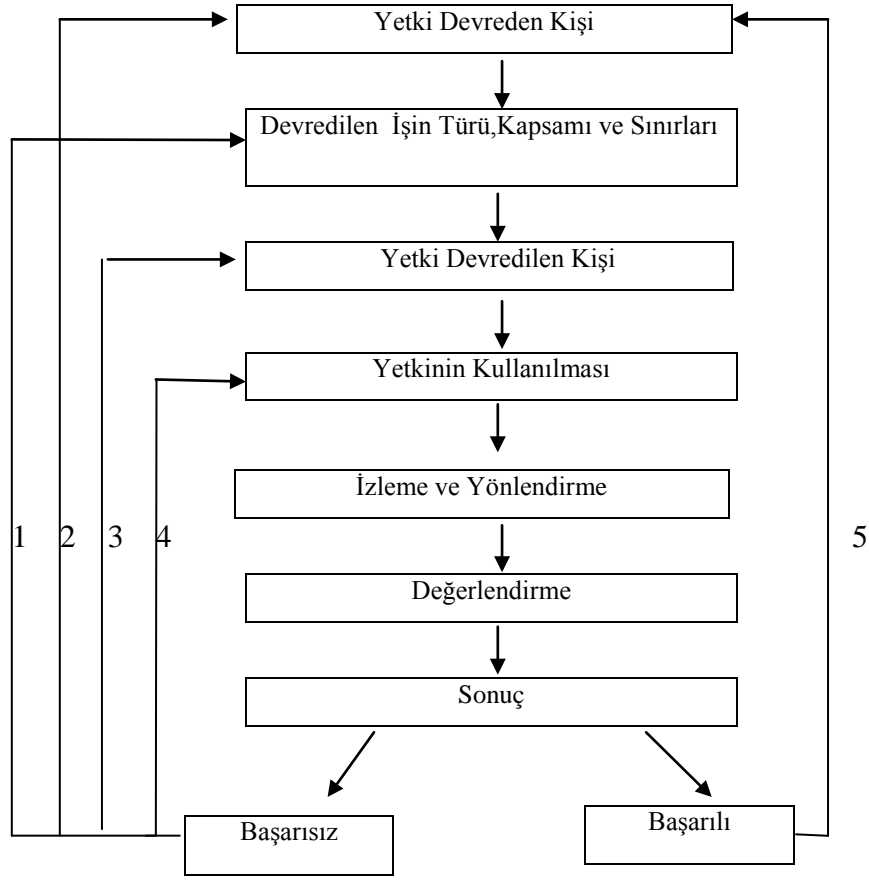 Yetki Devreden Kişi
Devredilen İşin Türü,Kapsamı ve Sınırları
Yetki Devredilen Kişi
Yetkinin Kullanılması
İzleme ve Yönlendirme
1 2 3 4 5
Değerlendirme
Sonuç
Başarısız
Başarılı